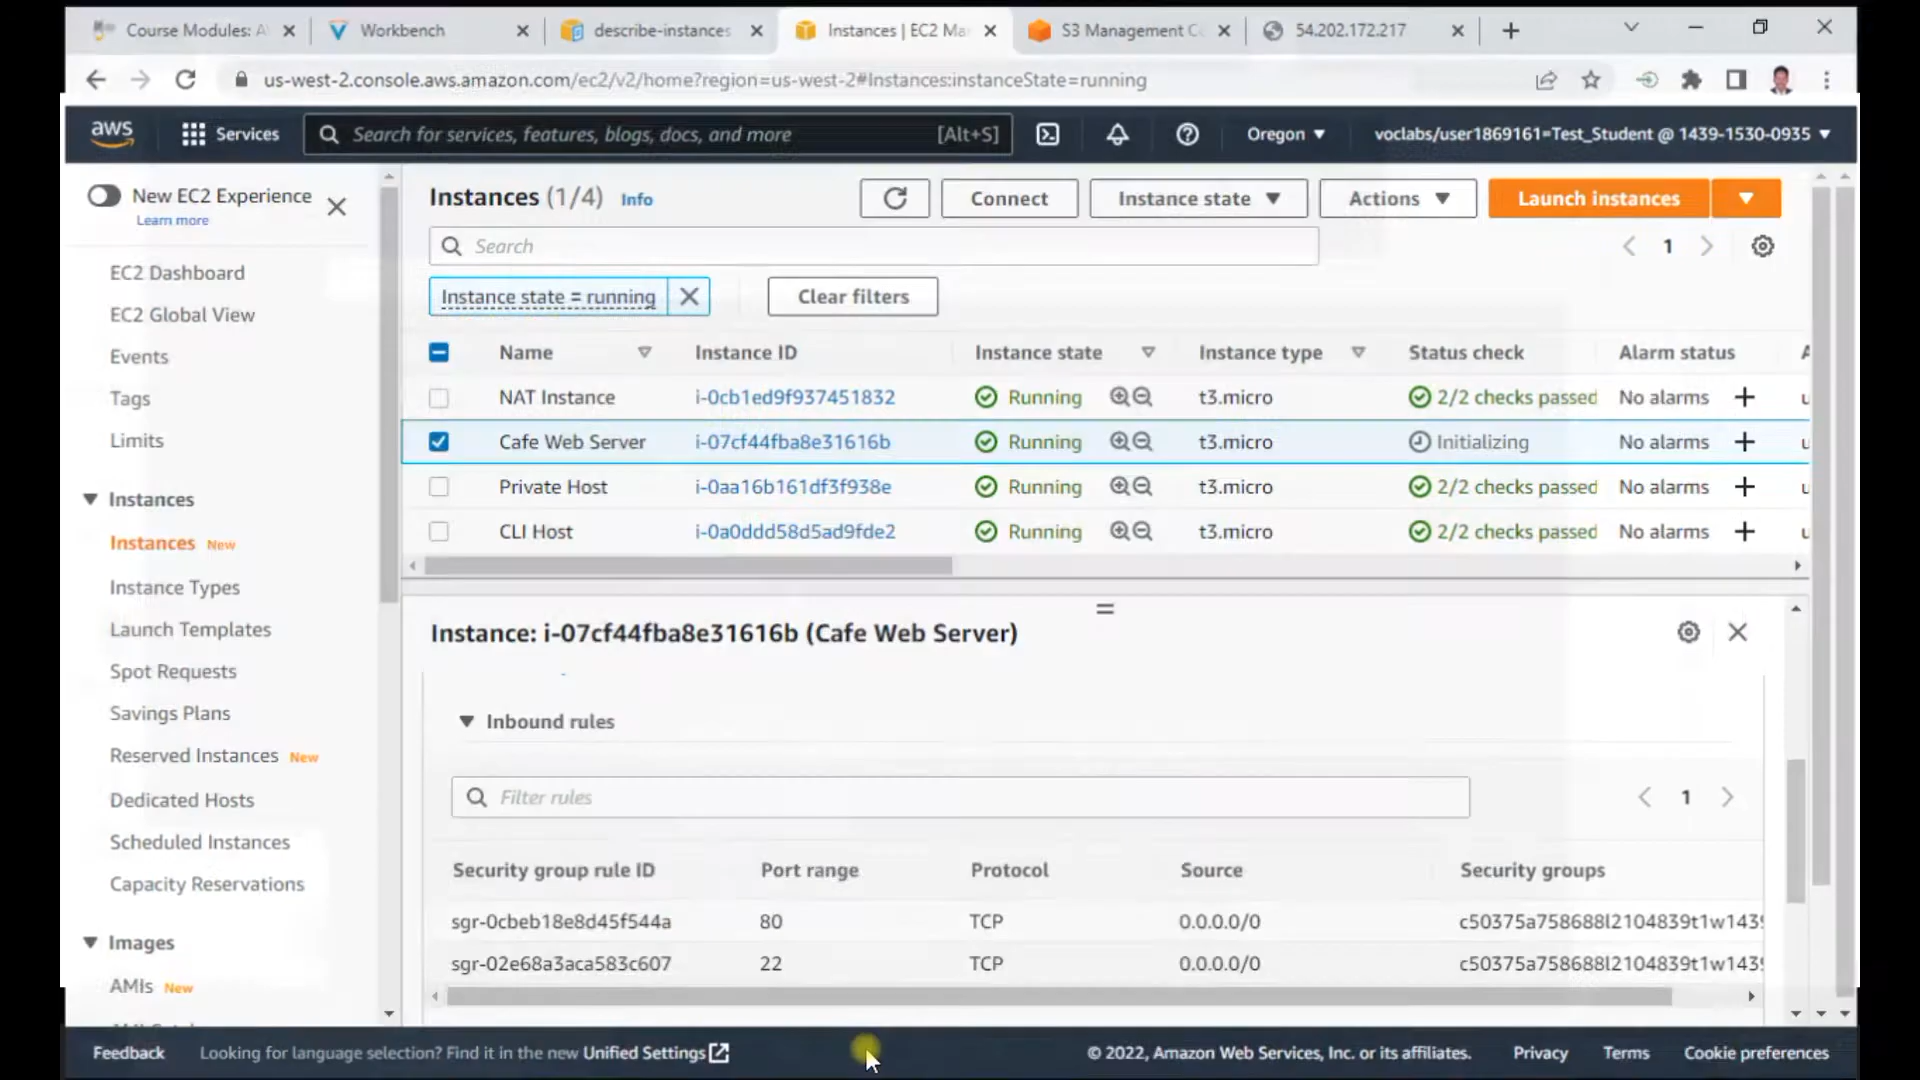 Course Modules: A
Workbench
describe-instances
Instances | EC2 Ma
S3 Management Co
54.202.172.217
us-west-2.console.aws.amazon.com/ec2/v2/home?region=us-west-2#Instances:instanceState=running
aws
Services
Search for services, features, blogs, docs, and more
[Alt+S]
Oregon
voclabs/user1869161=Test_Student @ 1439-1530-0935
New EC2 Experience
Learn more
EC2 Dashboard
EC2 Global View
Events
Tags
Limits
Instances
Instances New
Instance Types
Launch Templates
Spot Requests
Savings Plans
Reserved Instances New
Dedicated Hosts
Scheduled Instances
Capacity Reservations
Images
AMIs New
Instances (1/4) Info
Connect
Instance state
Actions
Launch instances
Search
1
Instance state = running
Clear filters
Name Instance ID Instance state Instance type Status check Alarm status A
NAT Instance i-0cb1ed9f937451832 Running t3.micro 2/2 checks passed No alarms + u
Cafe Web Server i-07cf44fba8e31616b Running t3.micro Initializing No alarms + u
Private Host i-0aa16b161df3f938e Running t3.micro 2/2 checks passed No alarms + u
CLI Host i-0a0ddd58d5ad9fde2 Running t3.micro 2/2 checks passed No alarms + u
Instance: i-07cf44fba8e31616b (Cafe Web Server)
Inbound rules
Filter rules
1
Security group rule ID Port range Protocol Source Security groups
sgr-0cbeb18e8d45f544a 80 TCP 0.0.0.0/0 c50375a758688l2104839t1w1439
sgr-02e68a3aca583c607 22 TCP 0.0.0.0/0 c50375a758688l2104839t1w1439
Feedback
Looking for language selection? Find it in the new Unified Settings
© 2022, Amazon Web Services, Inc. or its affiliates.
Privacy
Terms
Cookie preferences